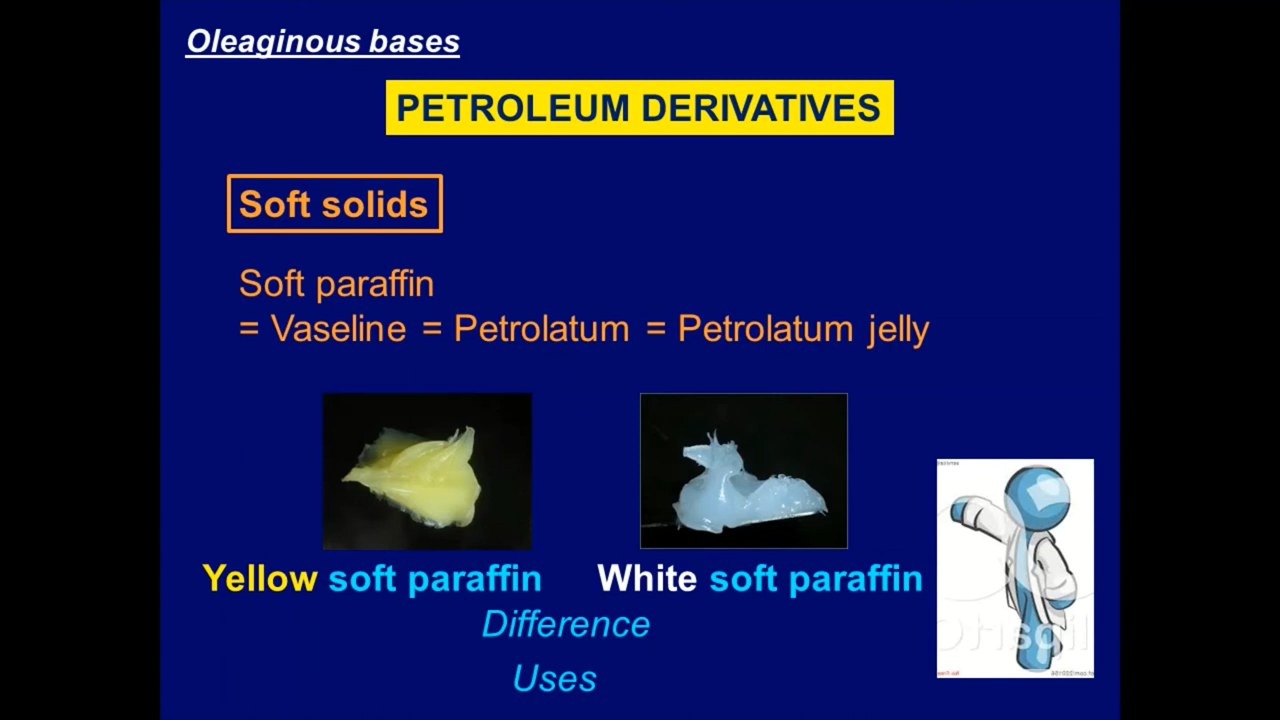 Oleaginous bases
PETROLEUM DERIVATIVES
Soft solids
Soft paraffin
= Vaseline = Petrolatum = Petrolatum jelly
Yellow soft paraffin White soft paraffin
Difference
Uses